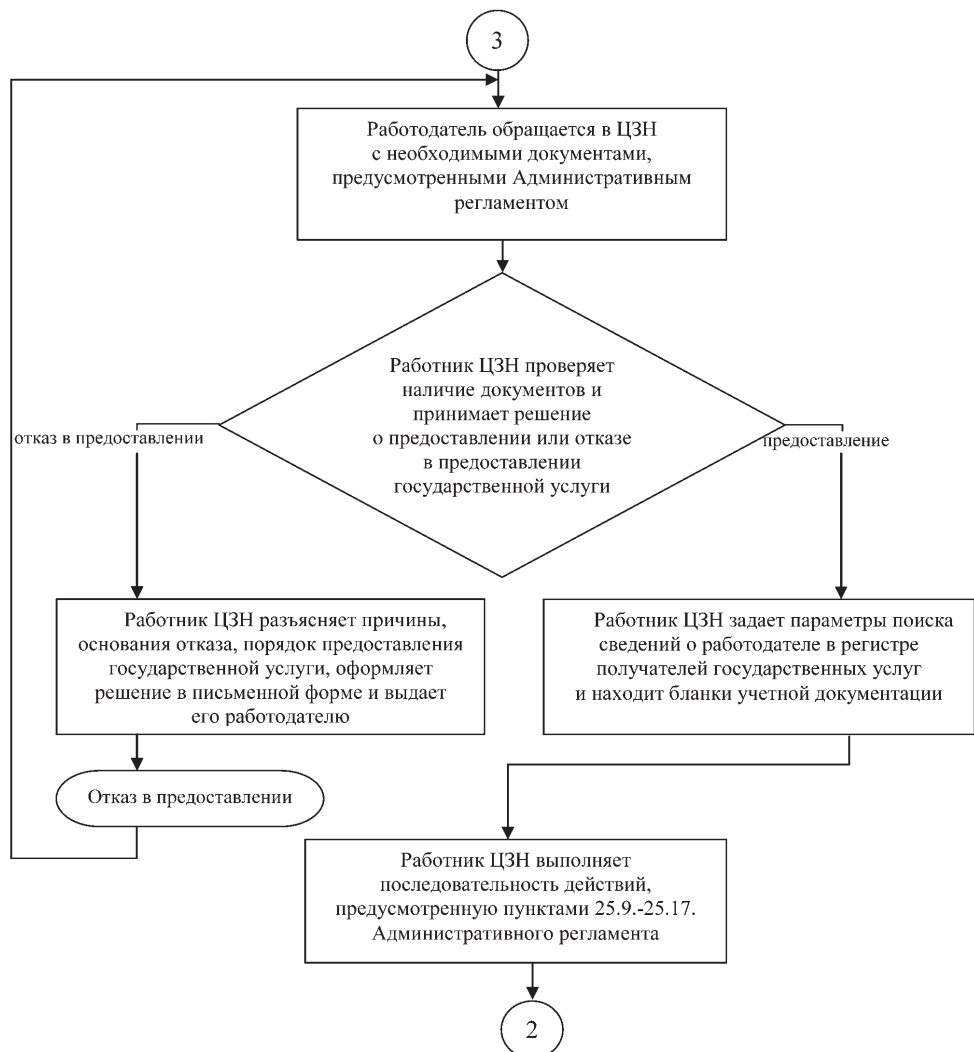 3
Работодатель обращается в ЦЗН
с необходимыми документами,
предусмотренными Административным
регламентом
Работник ЦЗН проверяет
наличие документов и
принимает решение
о предоставлении или отказе
в предоставлении
государственной услуги
отказ в предоставлении
предоставление
Работник ЦЗН разъясняет причины,
основания отказа, порядок предоставления
государственной услуги, оформляет
решение в письменной форме и выдает
его работодателю
Работник ЦЗН задает параметры поиска
сведений о работодателе в регистре
получателей государственных услуг
и находит бланки учетной документации
Отказ в предоставлении
Работник ЦЗН выполняет
последовательность действий,
предусмотренную пунктами 25.9.-25.17.
Административного регламента
2